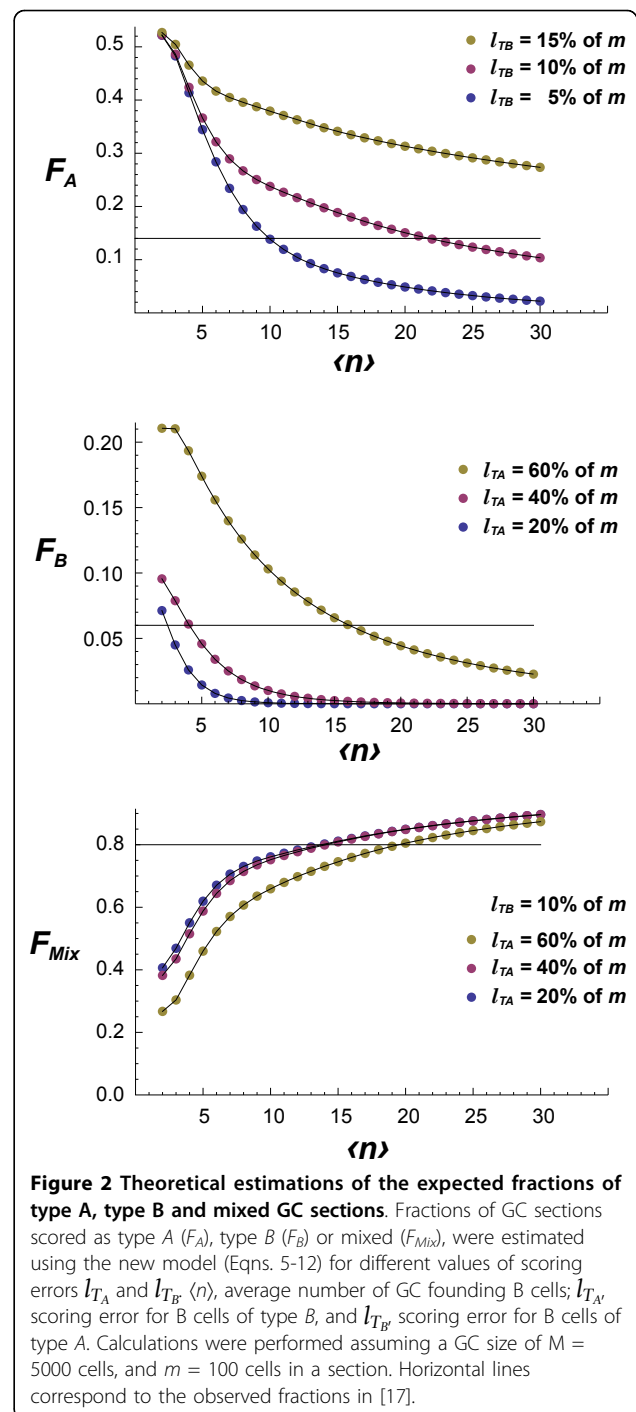 0.5
0.4
0.3
0.2
0.1
F_A
l_TB = 15% of m
l_TB = 10% of m
l_TB = 5% of m
5 10 15 20 25 30
⟨n⟩
0.20
0.15
0.10
0.05
F_B
l_TA = 60% of m
l_TA = 40% of m
l_TA = 20% of m
5 10 15 20 25 30
⟨n⟩
0.8
0.6
0.4
0.2
0.0
F_Mix
l_TB = 10% of m
l_TA = 60% of m
l_TA = 40% of m
l_TA = 20% of m
5 10 15 20 25 30
⟨n⟩
Figure 2 Theoretical estimations of the expected fractions of
type A, type B and mixed GC sections. Fractions of GC sections
scored as type A (F_A), type B (F_B) or mixed (F_Mix), were estimated
using the new model (Eqns. 5-12) for different values of scoring
errors l_T_A and l_T_B. ⟨n⟩, average number of GC founding B cells; l_T_A,
scoring error for B cells of type B, and l_T_B, scoring error for B cells of
type A. Calculations were performed assuming a GC size of M =
5000 cells, and m = 100 cells in a section. Horizontal lines
correspond to the observed fractions in [17].